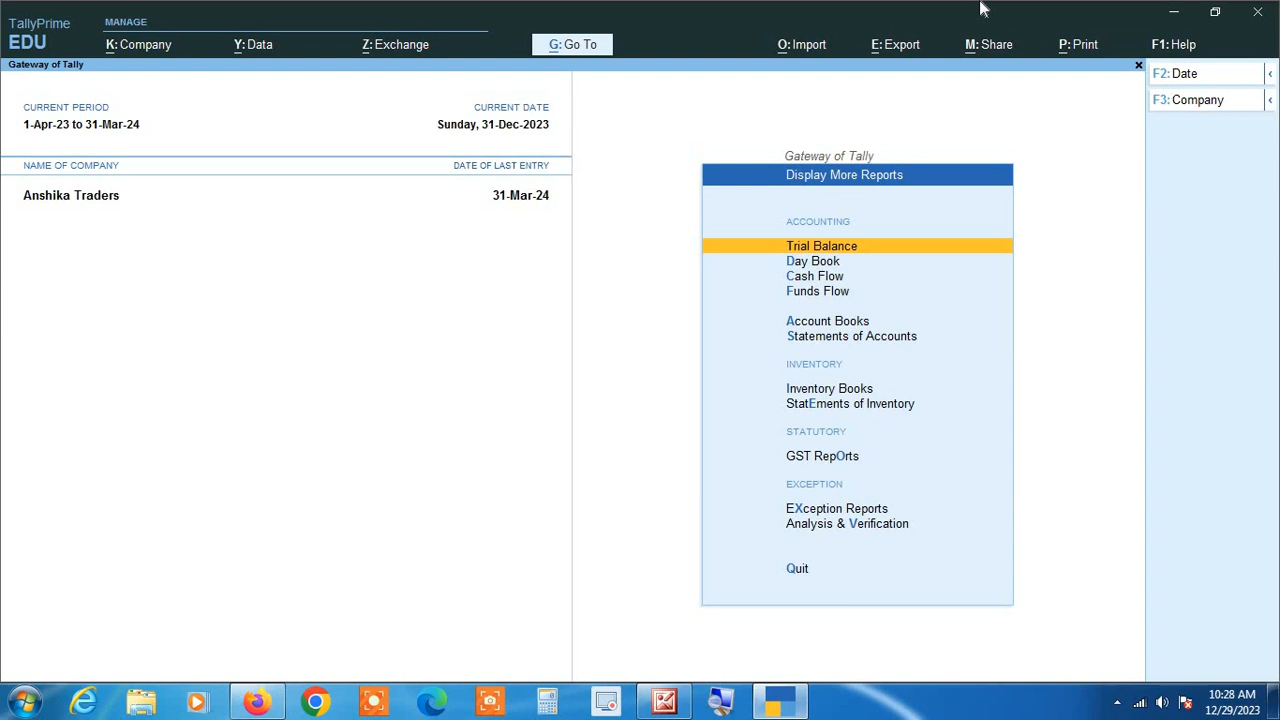 TallyPrime
EDU
MANAGE
K: Company
Y: Data
Z: Exchange
G: Go To
O: Import
E: Export
M: Share
P: Print
F1: Help
Gateway of Tally
F2: Date
F3: Company
CURRENT PERIOD
CURRENT DATE
1-Apr-23 to 31-Mar-24
Sunday, 31-Dec-2023
NAME OF COMPANY
DATE OF LAST ENTRY
Anshika Traders
31-Mar-24
Gateway of Tally
Display More Reports
ACCOUNTING
Trial Balance
Day Book
Cash Flow
Funds Flow
Account Books
Statements of Accounts
INVENTORY
Inventory Books
StatEments of Inventory
STATUTORY
GST RepOrts
EXCEPTION
EXception Reports
Analysis & Verification
Quit
10:28 AM
12/29/2023